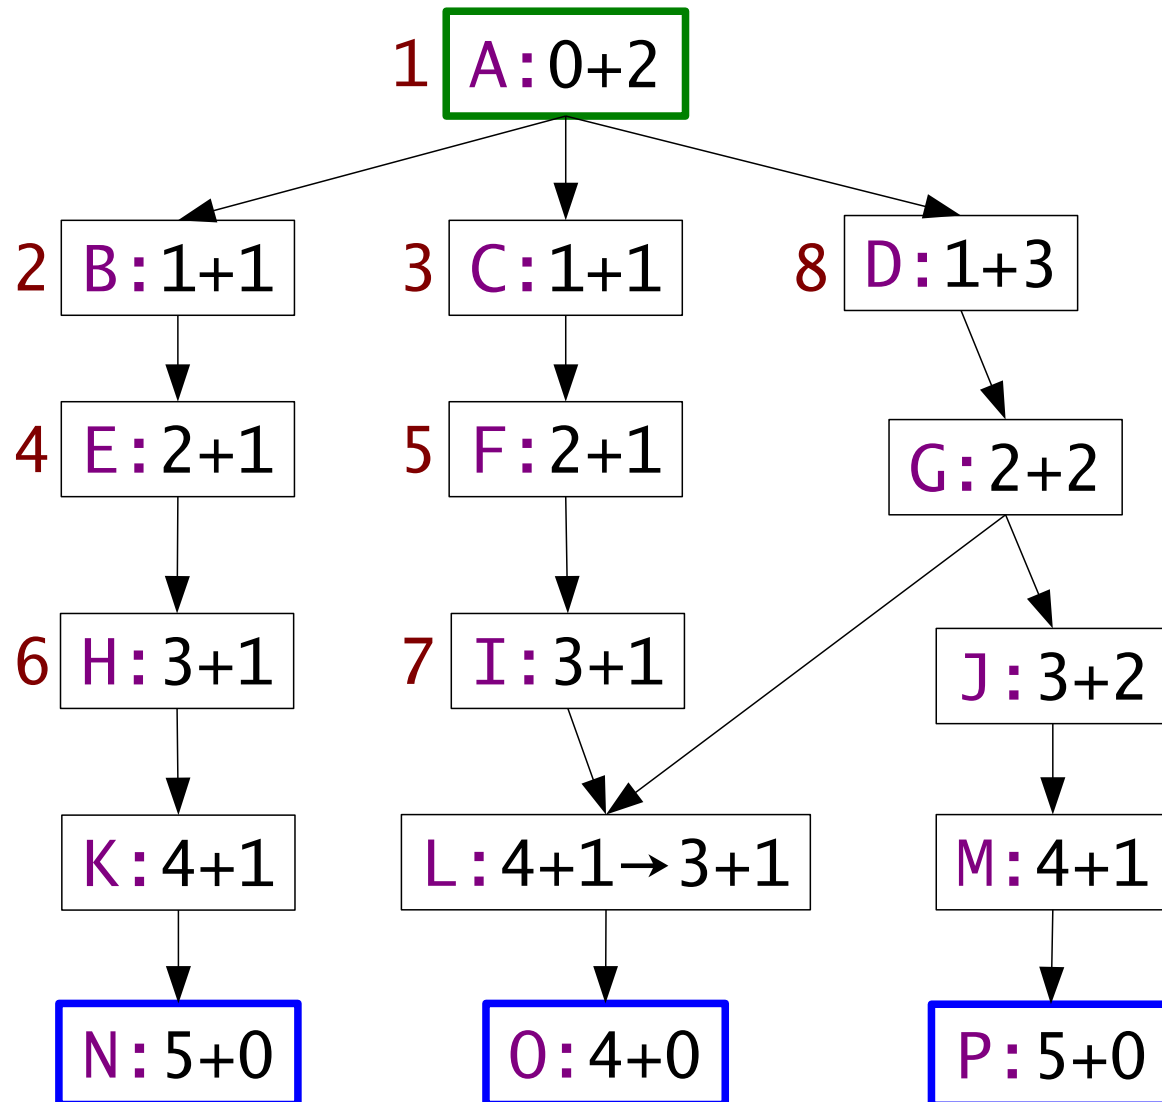 1 A:0+2
2 B:1+1 3 C:1+1 8 D:1+3
4 E:2+1 5 F:2+1 G:2+2
6 H:3+1 7 I:3+1 J:3+2
K:4+1 L:4+1→3+1 M:4+1
N:5+0 O:4+0 P:5+0